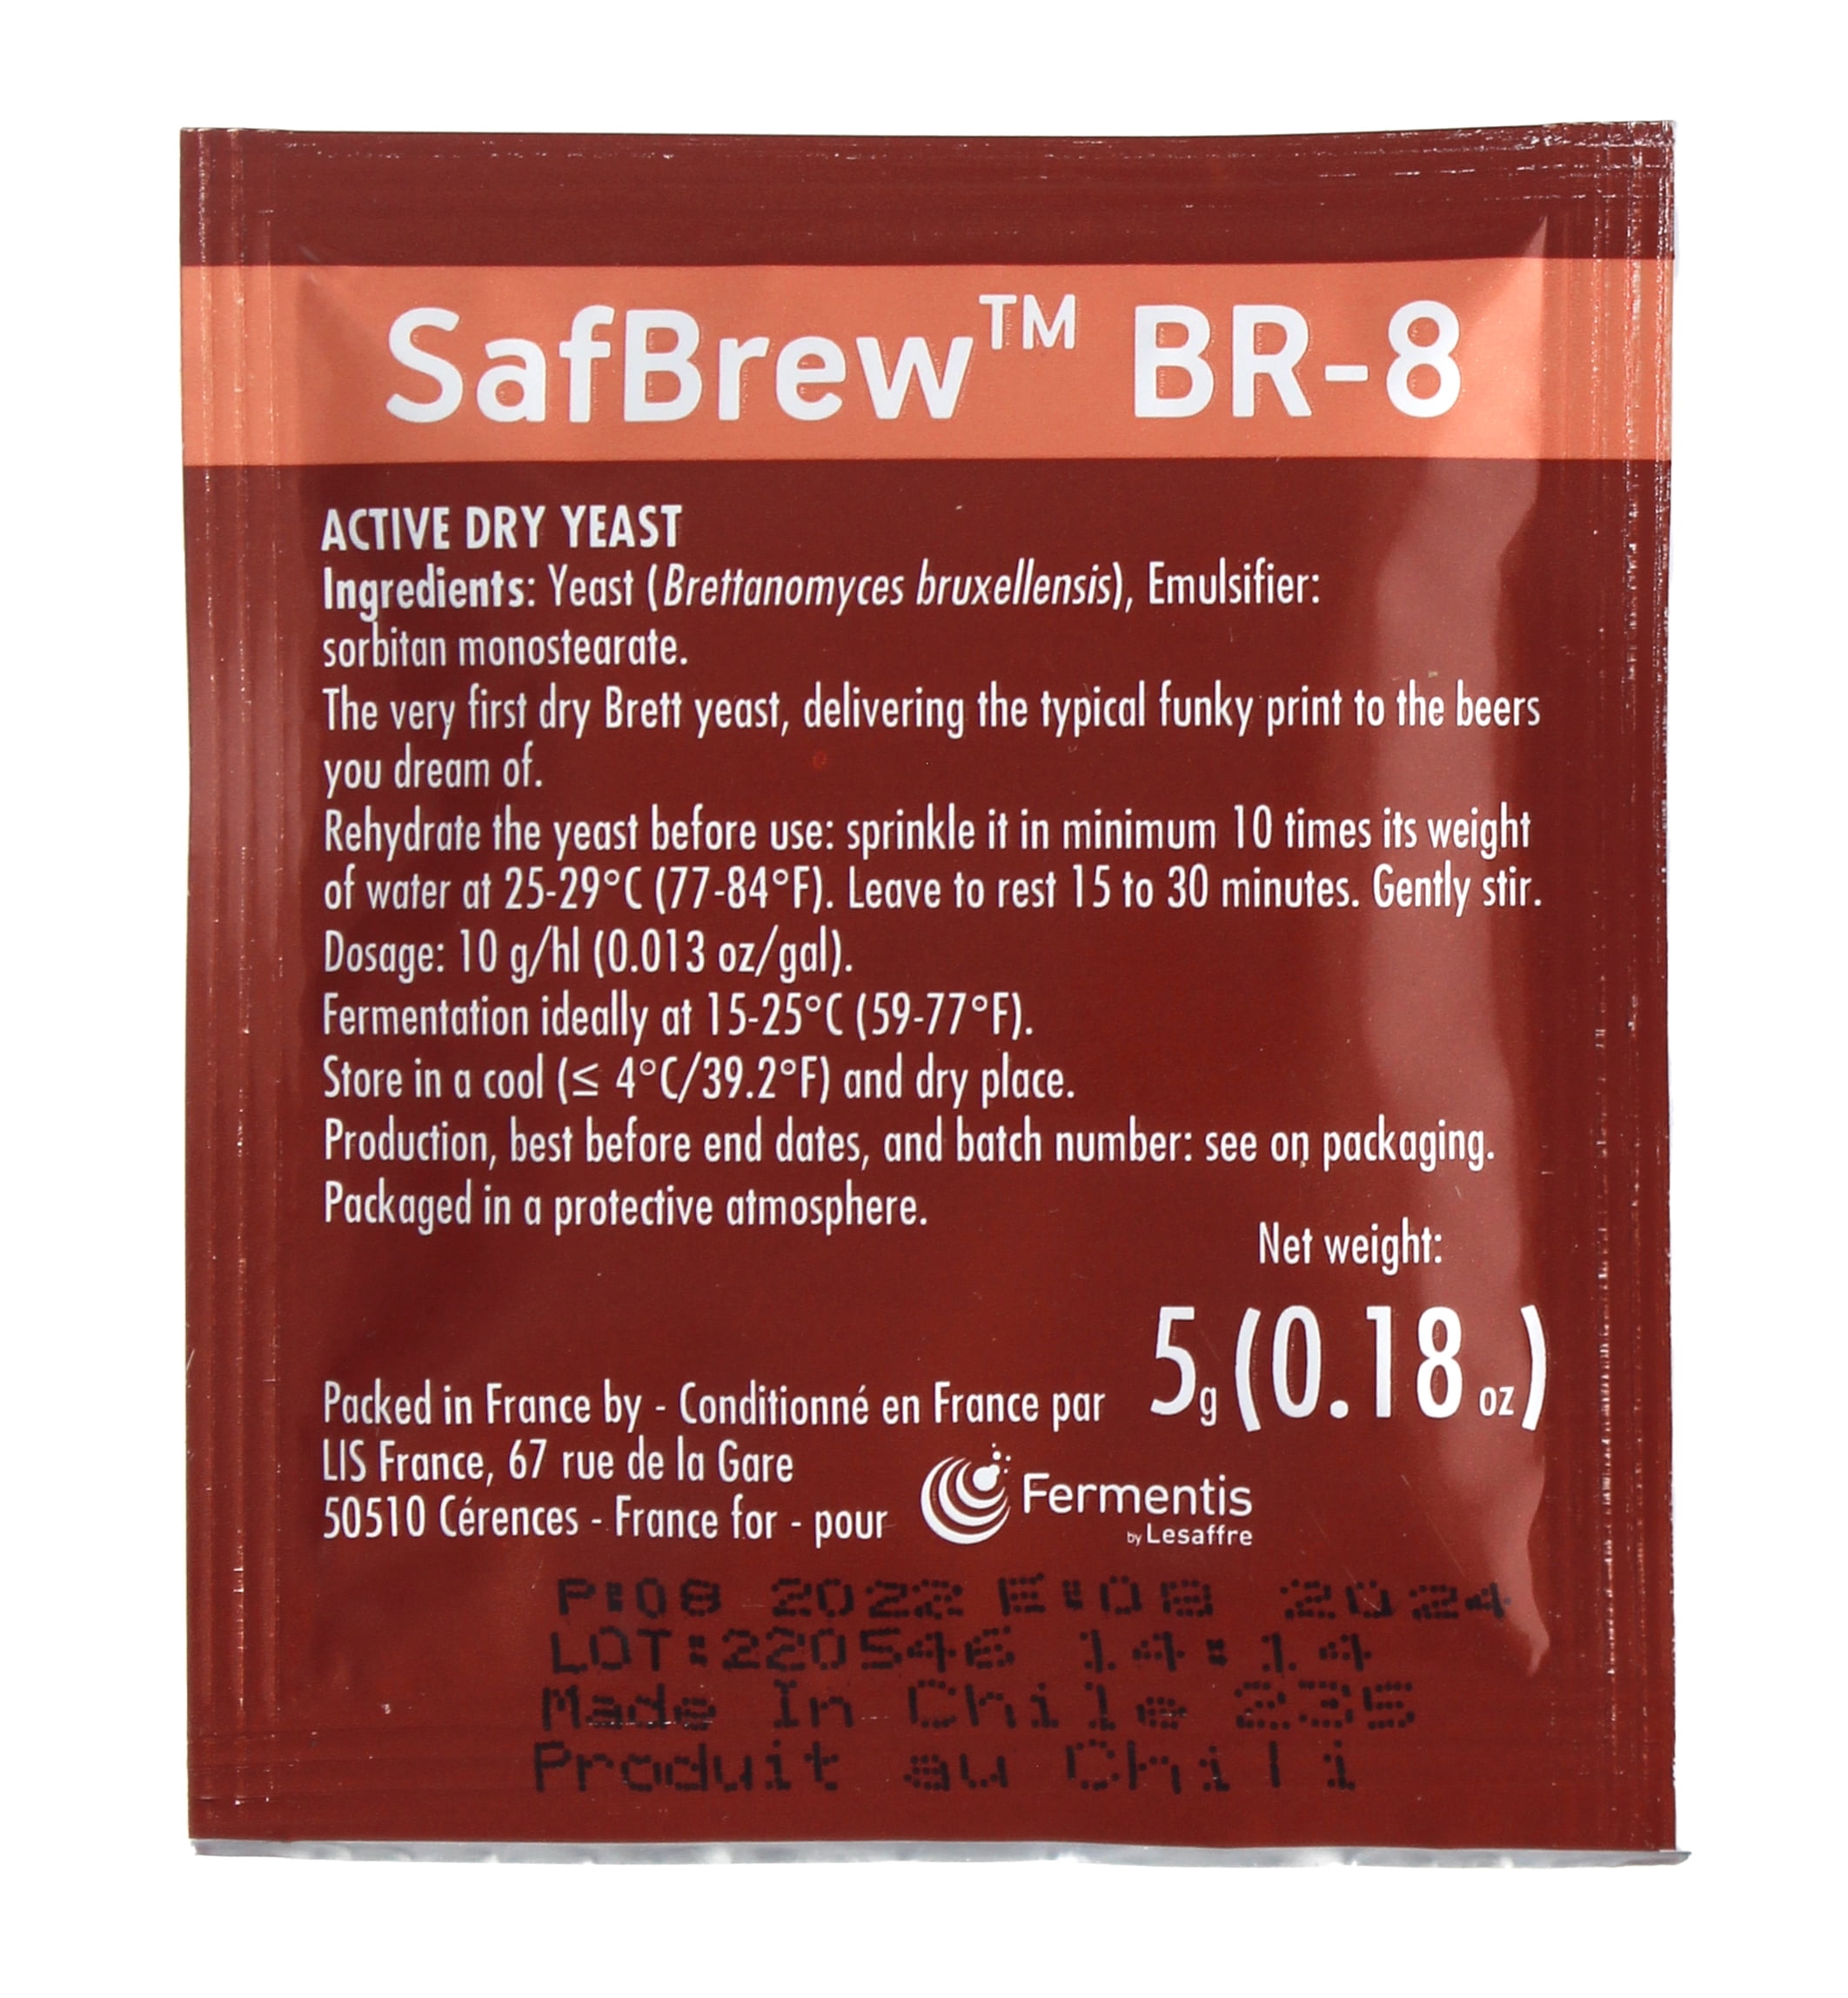 SafBrew™ BR-8
ACTIVE DRY YEAST
Ingredients: Yeast (Brettanomyces bruxellensis), Emulsifier:
sorbitan monostearate.
The very first dry Brett yeast, delivering the typical funky print to the beers
you dream of.
Rehydrate the yeast before use: sprinkle it in minimum 10 times its weight
of water at 25-29°C (77-84°F). Leave to rest 15 to 30 minutes. Gently stir.
Dosage: 10 g/hl (0.013 oz/gal).
Fermentation ideally at 15-25°C (59-77°F).
Store in a cool (≤ 4°C/39.2°F) and dry place.
Production, best before end dates, and batch number: see on packaging.
Packaged in a protective atmosphere.
Net weight:
5g (0.18 oz)
Packed in France by - Conditionné en France par
LIS France, 67 rue de la Gare
50510 Cérences - France for - pour
Fermentis
by Lesaffre
P:08 2022 E:08 2024
LOT:220546 14:14
Made In Chile 235
Produit au Chili